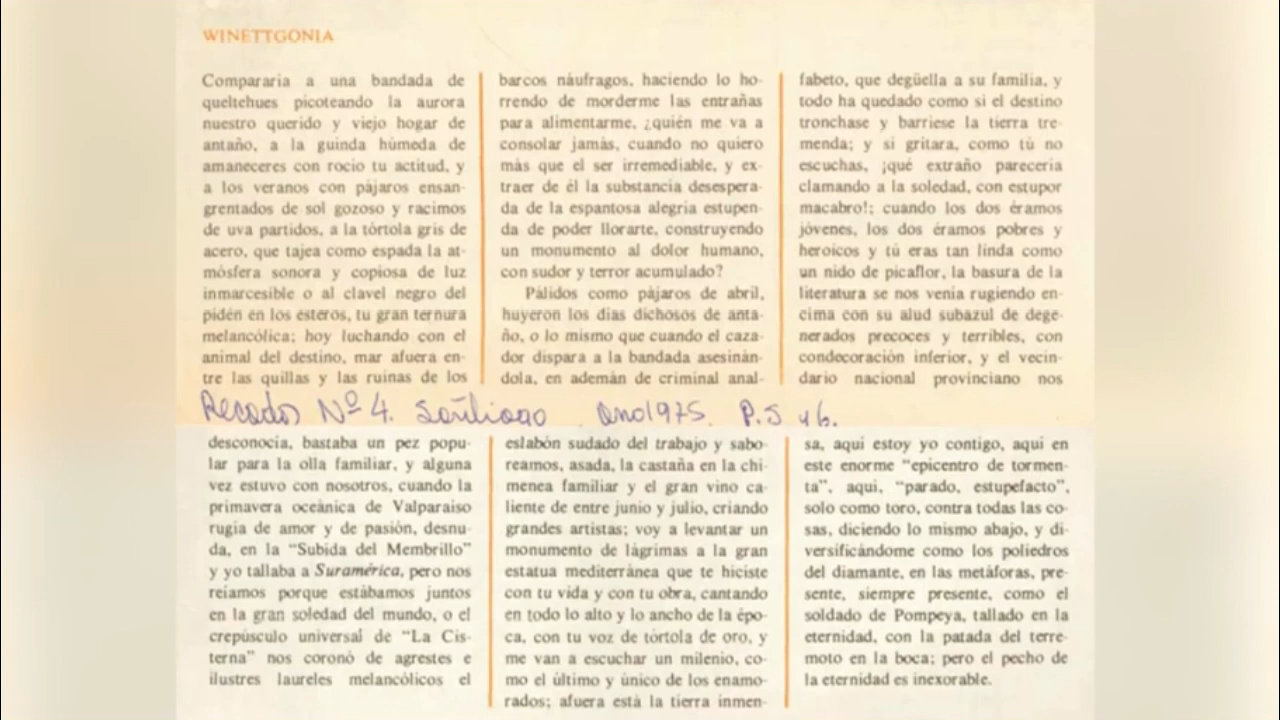 WINETTGONIA
Compararia a una bandada de
queltehues picoteando la aurora
nuestro querido y viejo hogar de
antaño, a la guinda húmeda de
amaneceres con rocio tu actitud, y
a los veranos con pájaros ensan-
grentados de sol gozoso y racimos
de uva partidos, a la tórtola gris de
acero, que tajea como espada la at-
mósfera sonora y copiosa de luz
inmarcesible o al clavel negro del
pidén en los esteros, tu gran ternura
melancólica; hoy luchando con el
animal del destino, mar afuera en-
tre las quillas y las ruinas de los
barcos náufragos, haciendo lo ho-
rrendo de morderme las entrañas
para alimentarme, ¿quién me va a
consolar jamás, cuando no quiero
más que el ser irremediable, y ex-
traer de él la substancia desespera-
da de la espantosa alegria estupen-
da de poder llorarte, construyendo
un monumento al dolor humano,
con sudor y terror acumulado?
Pálidos como pájaros de abril,
huyeron los dias dichosos de anta-
ño, o lo mismo que cuando el caza-
dor dispara a la bandada asesinán-
dola, en ademán de criminal anal-
fabeto, que degüella a su familia, y
todo ha quedado como si el destino
tronchase y barriese la tierra tre-
menda; y si gritara, como tú no
escuchas, ¡qué extraño pareceria
clamando a la soledad, con estupor
macabro!; cuando los dos éramos
jóvenes, los dos éramos pobres y
heroicos y tú eras tan linda como
un nido de picaflor, la basura de la
literatura se nos venia rugiendo en-
cima con su alud subazul de dege-
nerados precoces y terribles, con
condecoración inferior, y el vecin-
dario nacional provinciano nos
Recados Nº 4. Santiago. Ano 1975. P. 5 y 6.
desconocia, bastaba un pez popu-
lar para la olla familiar, y alguna
vez estuvo con nosotros, cuando la
primavera oceánica de Valparaiso
rugia de amor y de pasión, desnu-
da, en la "Subida del Membrillo"
y yo tallaba a Suramérica, pero nos
reiamos porque estábamos juntos
en la gran soledad del mundo, o el
crepúsculo universal de "La Cis-
terna" nos coronó de agrestes e
ilustres laureles melancólicos el
eslabón sudado del trabajo y sabo-
reamos, asada, la castaña en la chi-
menea familiar y el gran vino ca-
liente de entre junio y julio, criando
grandes artistas; voy a levantar un
monumento de lágrimas a la gran
estatua mediterránea que te hiciste
con tu vida y con tu obra, cantando
en todo lo alto y lo ancho de la épo-
ca, con tu voz de tórtola de oro, y
me van a escuchar un milenio, co-
mo el último y único de los enamo-
rados; afuera está la tierra inmen-
sa, aqui estoy yo contigo, aqui en
este enorme "epicentro de tormen-
ta", aqui, "parado, estupefacto",
solo como toro, contra todas las co-
sas, diciendo lo mismo abajo, y di-
versificándome como los poliedros
del diamante, en las metáforas, pre-
sente, siempre presente, como el
soldado de Pompeya, tallado en la
eternidad, con la patada del terre-
moto en la boca; pero el pecho de
la eternidad es inexorable.